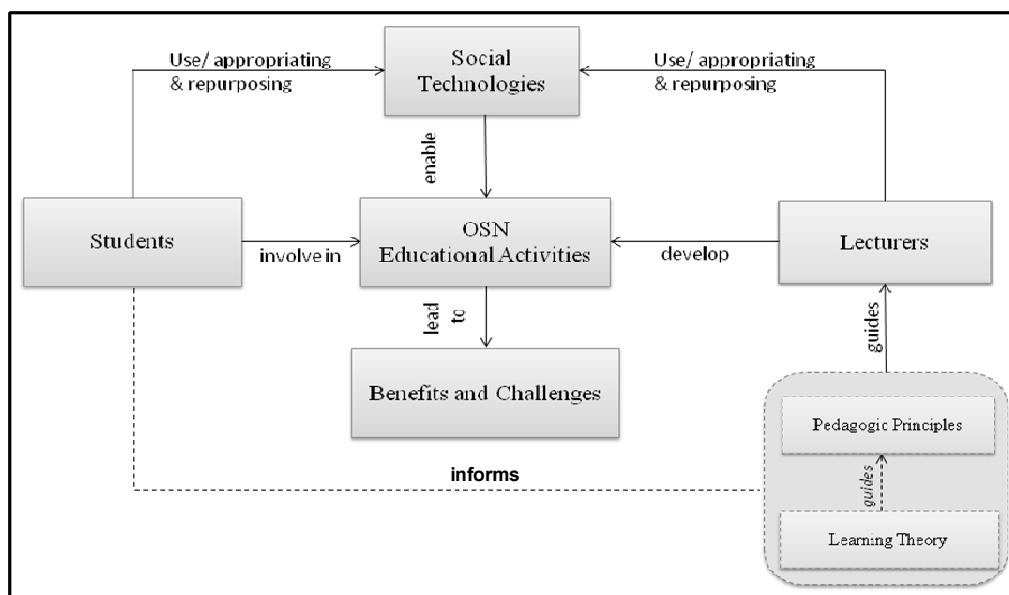 Use/ appropriating
& repurposing
Social
Technologies
Use/ appropriating
& repurposing
enable
Students
involve in
OSN
Educational Activities
develop
Lecturers
lead
to
guides
Benefits and Challenges
Pedagogic Principles
informs
guides
Learning Theory